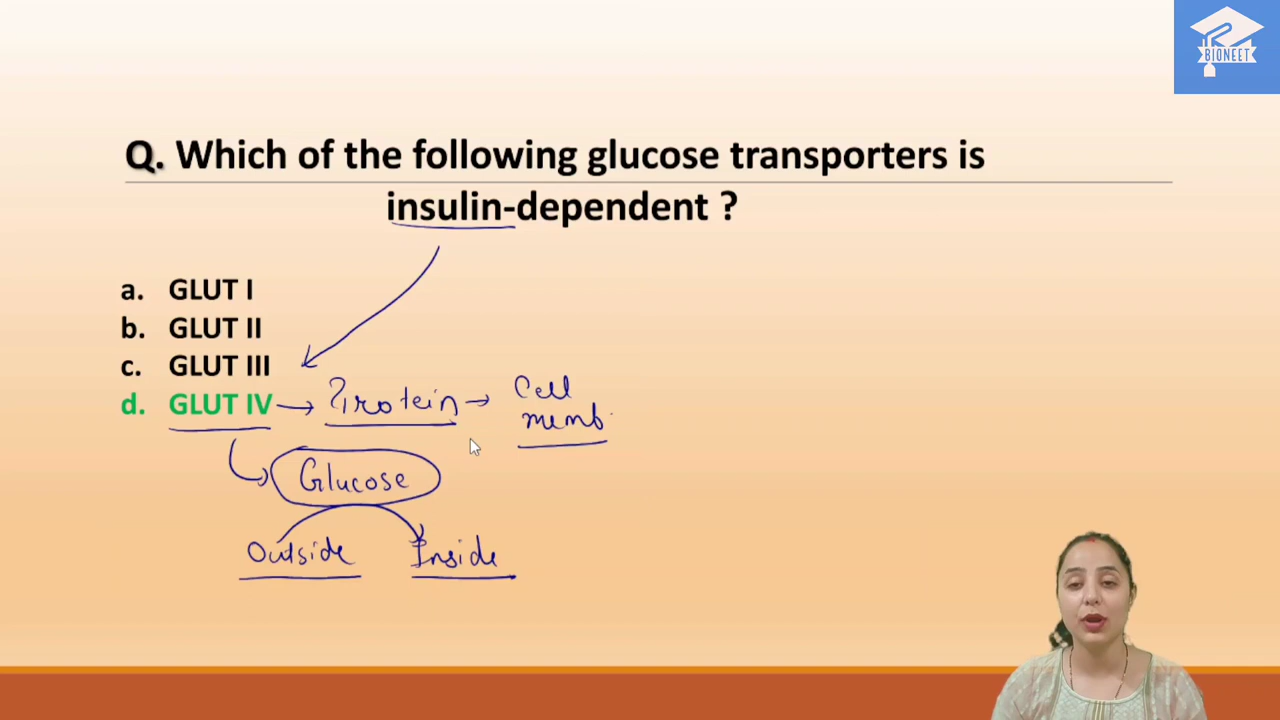 BIONEET
Q. Which of the following glucose transporters is
insulin-dependent ?
a. GLUT I
b. GLUT II
c. GLUT III
d. GLUT IV
Protein
Cell
memb.
Glucose
Outside
Inside